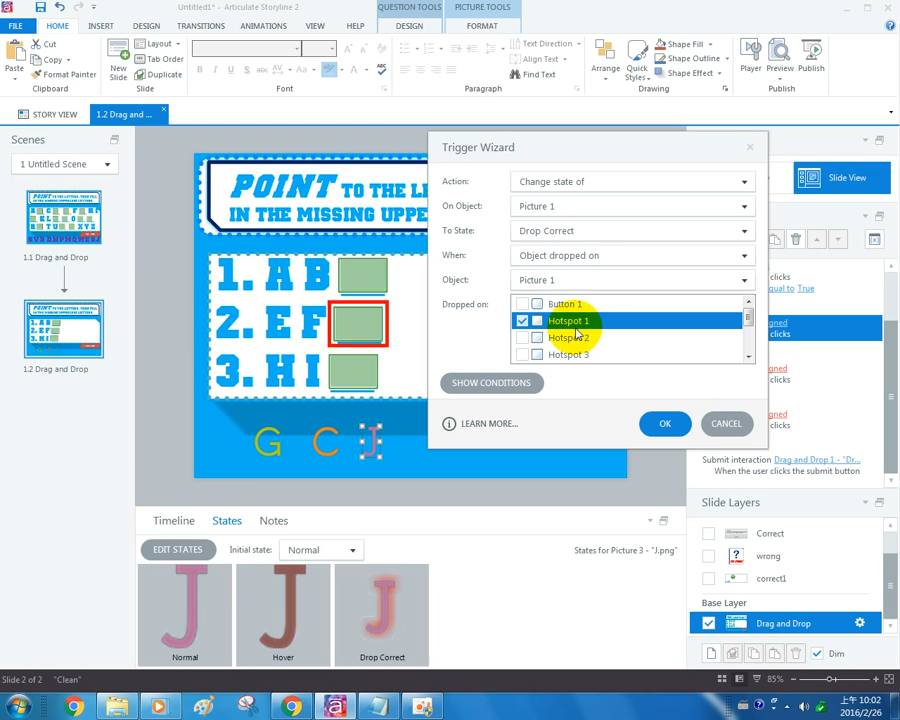 QUESTION TOOLS
PICTURE TOOLS
Untitled1* - Articulate Storyline 2
FILE
HOME
INSERT
DESIGN
TRANSITIONS
ANIMATIONS
VIEW
HELP
DESIGN
FORMAT
Cut
Copy
Format Painter
Paste
Clipboard
New Slide
Layout
Tab Order
Duplicate
Slide
Font
Text Direction
Align Text
Find Text
Paragraph
Arrange
Quick Styles
Shape Fill
Shape Outline
Shape Effect
Drawing
Player
Preview
Publish
Publish
STORY VIEW
1.2 Drag and ...
Scenes
1 Untitled Scene
1.1 Drag and Drop
1.2 Drag and Drop
POINT TO THE LE
IN THE MISSING UPPE
1. A B
2. E F
3. H I
G C J
Trigger Wizard
Action: Change state of
On Object: Picture 1
To State: Drop Correct
When: Object dropped on
Object: Picture 1
Dropped on: Button 1
Hotspot 1
Hotspot 2
Hotspot 3
SHOW CONDITIONS
LEARN MORE...
OK
CANCEL
Slide View
clicks
qual to True
igned
clicks
igned
clicks
igned
clicks
Submit interaction Drag and Drop 1 - "Dr...
When the user clicks the submit button
Timeline
States
Notes
EDIT STATES
Initial state:
Normal
States for Picture 3 - "J.png"
Normal
Hover
Drop Correct
Slide Layers
Correct
wrong
correct1
Base Layer
Drag and Drop
Dim
Slide 2 of 2
"Clean"
85%
上午 10:02
2016/2/26